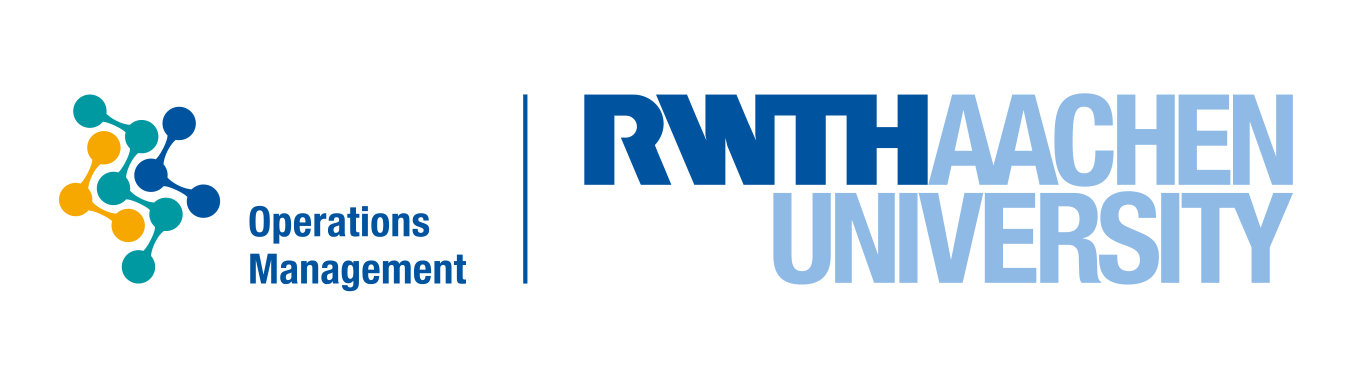 Operations
Management
RWTHAACHEN
UNIVERSITY